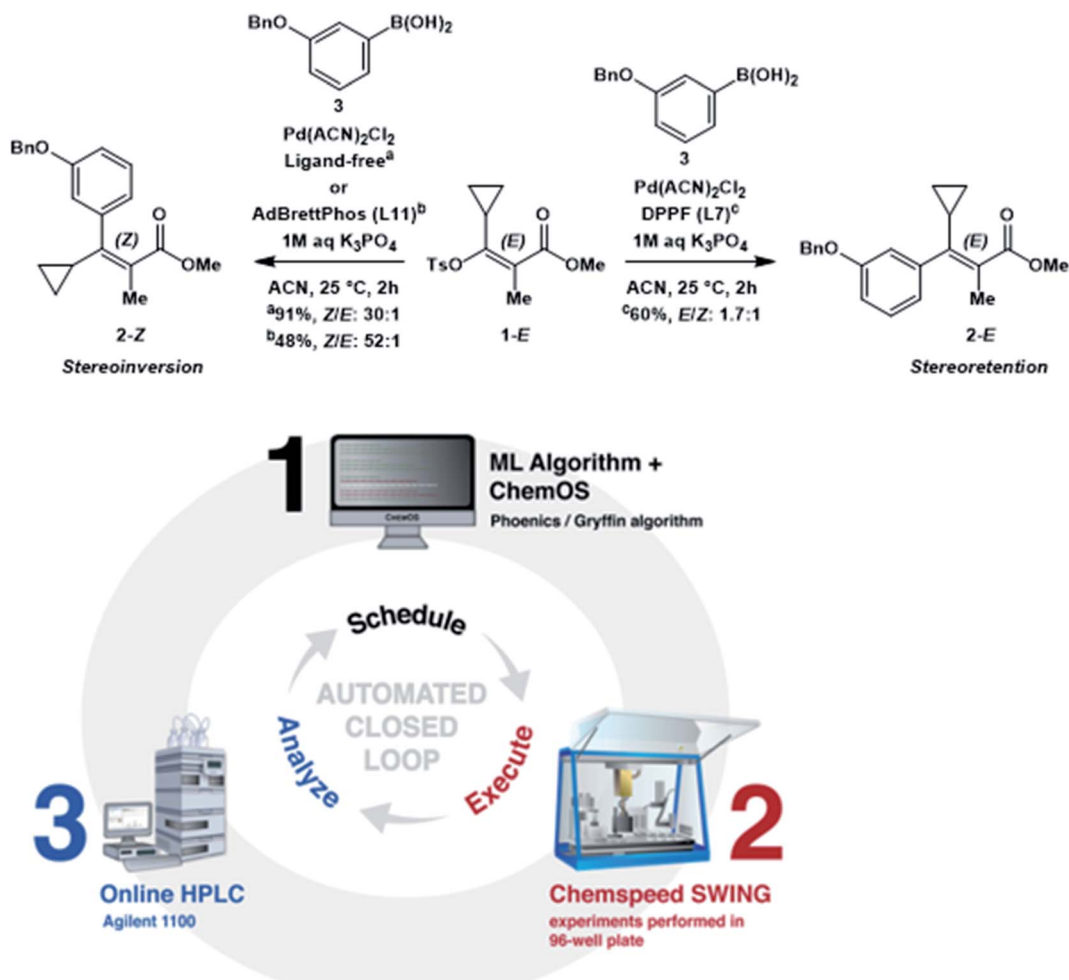 BnO
B(OH)2
3
Pd(ACN)2Cl2
Ligand-freeᵃ
or
AdBrettPhos (L11)ᵇ
1M aq K3PO4
ACN, 25 °C, 2h
ᵃ91%, Z/E: 30:1
ᵇ48%, Z/E: 52:1
BnO
(Z)
O
OMe
Me
2-Z
Stereoinversion
TsO
(E)
O
OMe
Me
1-E
BnO
B(OH)2
3
Pd(ACN)2Cl2
DPPF (L7)ᶜ
1M aq K3PO4
ACN, 25 °C, 2h
ᶜ60%, E/Z: 1.7:1
BnO
(E)
O
OMe
Me
2-E
Stereoretention
1
ChemOS
ML Algorithm +
ChemOS
Phoenics / Gryffin algorithm
Schedule
AUTOMATED
CLOSED
LOOP
Execute
Analyze
2
Chemspeed SWING
experiments performed in
96-well plate
3
Online HPLC
Agilent 1100